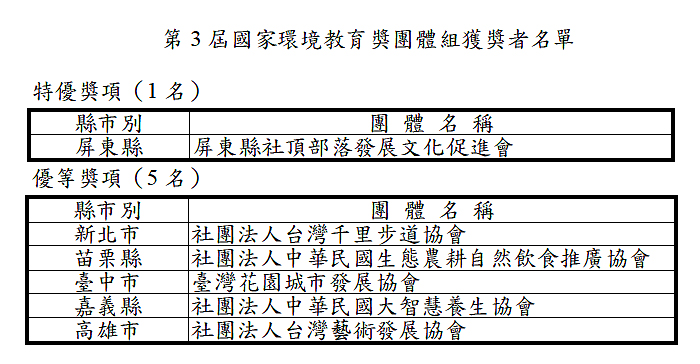 第3屆國家環境教育獎團體組獲獎者名單
特優獎項（1名）
縣市別 團體名稱
屏東縣 屏東縣社頂部落發展文化促進會
優等獎項（5名）
縣市別 團體名稱
新北市 社團法人台灣千里步道協會
苗栗縣 社團法人中華民國生態農耕自然飲食推廣協會
臺中市 臺灣花園城市發展協會
嘉義縣 社團法人中華民國大智慧養生協會
高雄市 社團法人台灣藝術發展協會